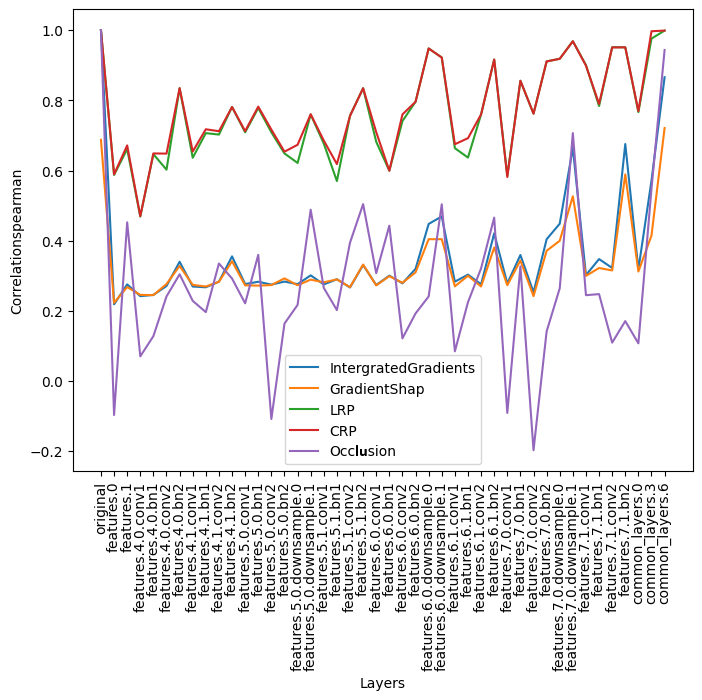 1.0
0.8
0.6
0.4
0.2
0.0
−0.2
Correlationspearman
IntergratedGradients
GradientShap
LRP
CRP
Occlusion
original
features.0
features.1
features.4.0.conv1
features.4.0.bn1
features.4.0.conv2
features.4.0.bn2
features.4.1.conv1
features.4.1.bn1
features.4.1.conv2
features.4.1.bn2
features.5.0.conv1
features.5.0.bn1
features.5.0.conv2
features.5.0.bn2
features.5.0.downsample.0
features.5.0.downsample.1
features.5.1.conv1
features.5.1.bn1
features.5.1.conv2
features.5.1.bn2
features.6.0.conv1
features.6.0.bn1
features.6.0.conv2
features.6.0.bn2
features.6.0.downsample.0
features.6.0.downsample.1
features.6.1.conv1
features.6.1.bn1
features.6.1.conv2
features.6.1.bn2
features.7.0.conv1
features.7.0.bn1
features.7.0.conv2
features.7.0.bn2
features.7.0.downsample.0
features.7.0.downsample.1
features.7.1.conv1
features.7.1.bn1
features.7.1.conv2
features.7.1.bn2
common_layers.0
common_layers.3
common_layers.6
Layers